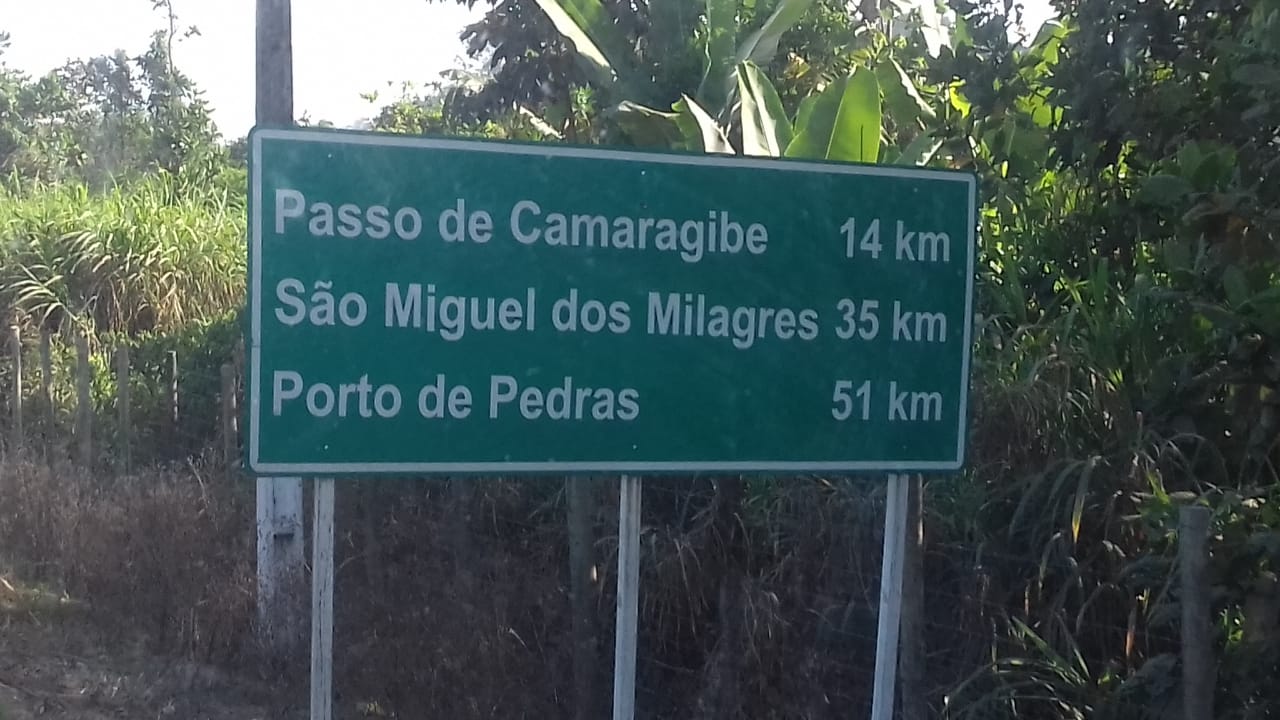 Passo de Camaragibe 14 km
São Miguel dos Milagres 35 km
Porto de Pedras 51 km